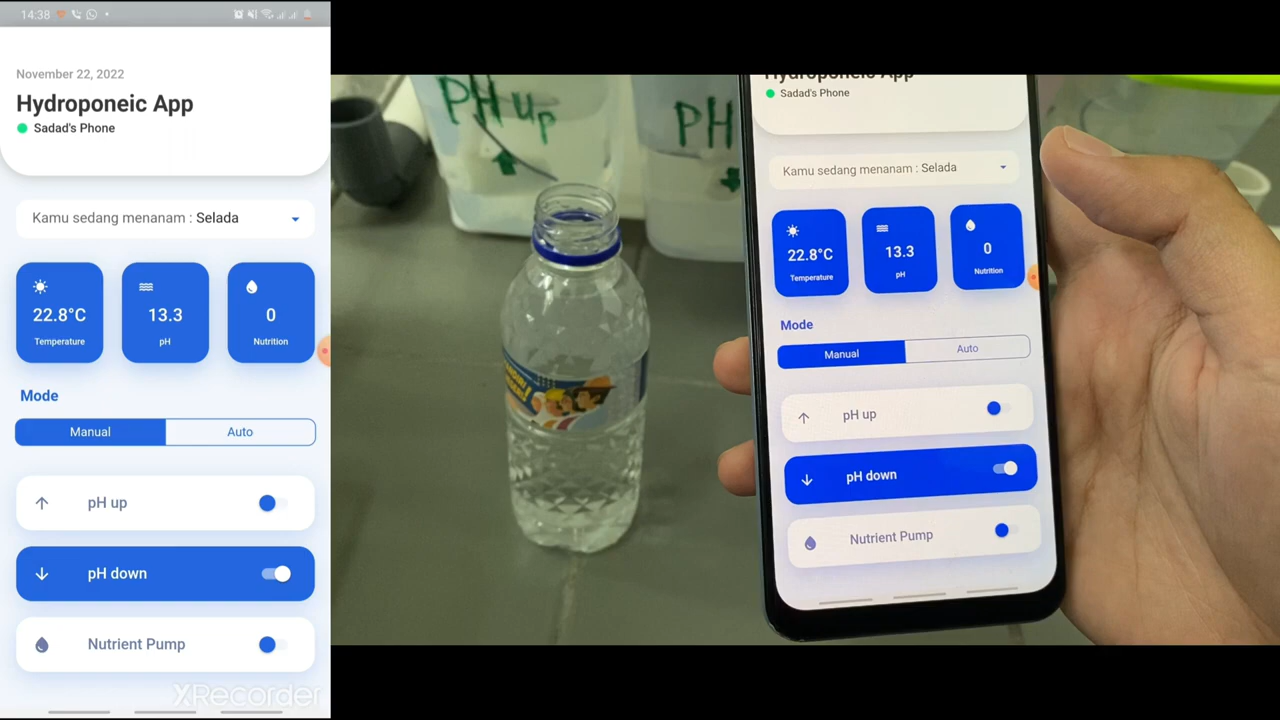 14:38
November 22, 2022
Hydroponeic App
Sadad's Phone
Kamu sedang menanam : Selada
22.8°C
Temperature
13.3
pH
0
Nutrition
Mode
Manual
Auto
pH up
pH down
Nutrient Pump
XRecorder
PH up
PH
Hydroponeic App
Sadad's Phone
Kamu sedang menanam : Selada
22.8°C
Temperature
13.3
pH
0
Nutrition
Mode
Manual
Auto
pH up
pH down
Nutrient Pump